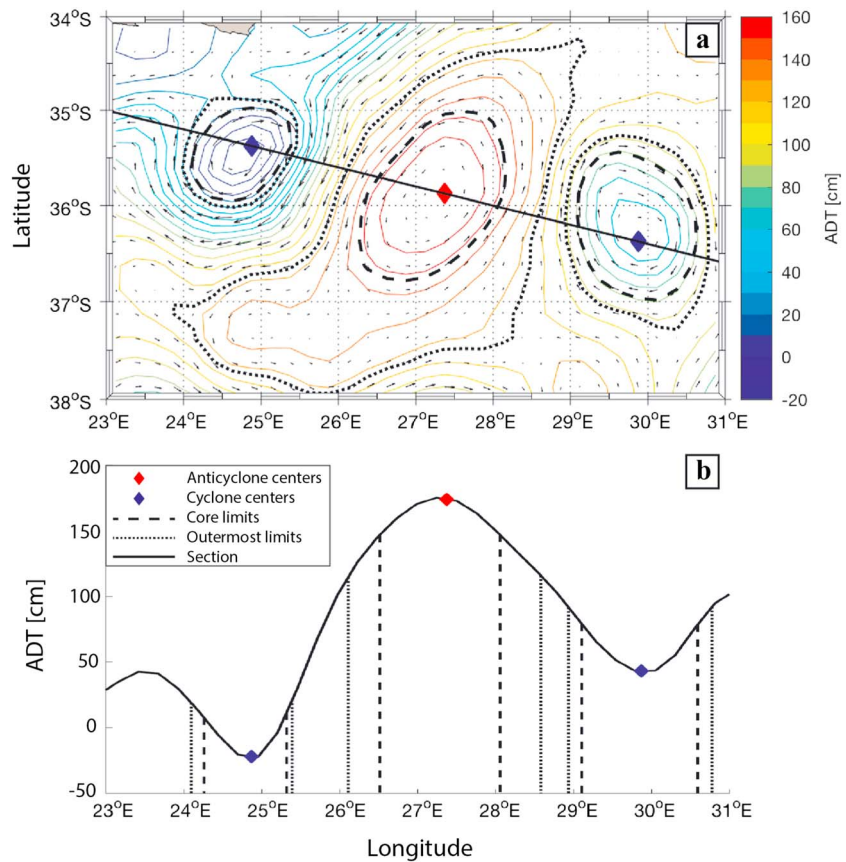 34°S
35°S
36°S
37°S
38°S
Latitude
a
23°E 24°E 25°E 26°E 27°E 28°E 29°E 30°E 31°E
160
140
120
100
80
60
40
20
0
-20
ADT [cm]
b
200
150
100
50
0
-50
ADT [cm]
Anticyclone centers
Cyclone centers
Core limits
Outermost limits
Section
23°E 24°E 25°E 26°E 27°E 28°E 29°E 30°E 31°E
Longitude